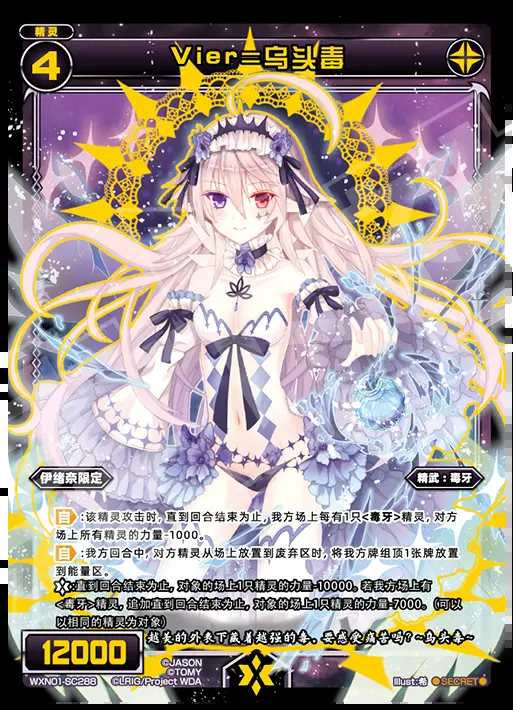 精灵
4
Vier=乌头毒
伊绪奈限定
精武：毒牙
自:该精灵攻击时，直到回合结束为止，我方场上每有1只<毒牙>精灵，对方
场上所有精灵的力量-1000。
自:我方回合中，对方精灵从场上放置到废弃区时，将我方牌组顶1张牌放置
到能量区。
:直到回合结束为止，对象的场上1只精灵的力量-10000。若我方场上有
<毒牙>精灵，追加直到回合结束为止，对象的场上1只精灵的力量-7000。（可以
以相同的精灵为对象）
越美的外表下藏着越强的毒。要感受痛苦吗？~乌头毒~
12000
©JASON
©TOMY
WXN01-SC288 ©LRIG/Project WDA
Illust:希 SECRET